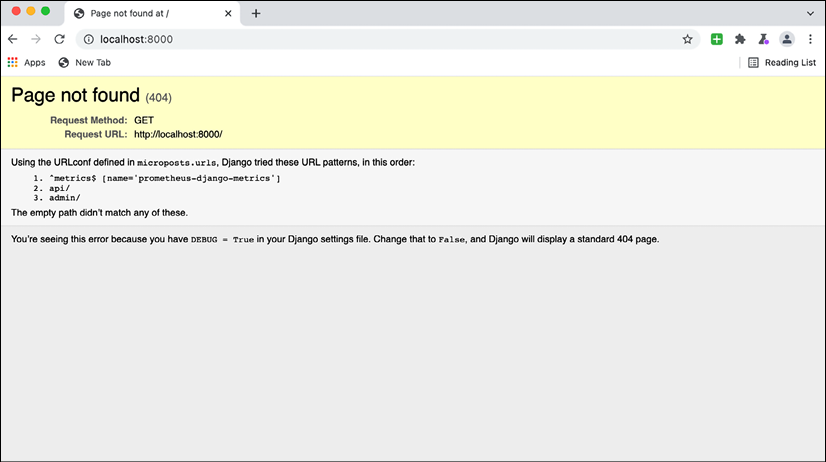 Page not found at /
localhost:8000
Apps
New Tab
Reading List
Page not found (404)
Request Method: GET
Request URL: http://localhost:8000/
Using the URLconf defined in microposts.urls, Django tried these URL patterns, in this order:
1. ^metrics$ [name='prometheus-django-metrics']
2. api/
3. admin/
The empty path didn’t match any of these.
You’re seeing this error because you have DEBUG = True in your Django settings file. Change that to False, and Django will display a standard 404 page.